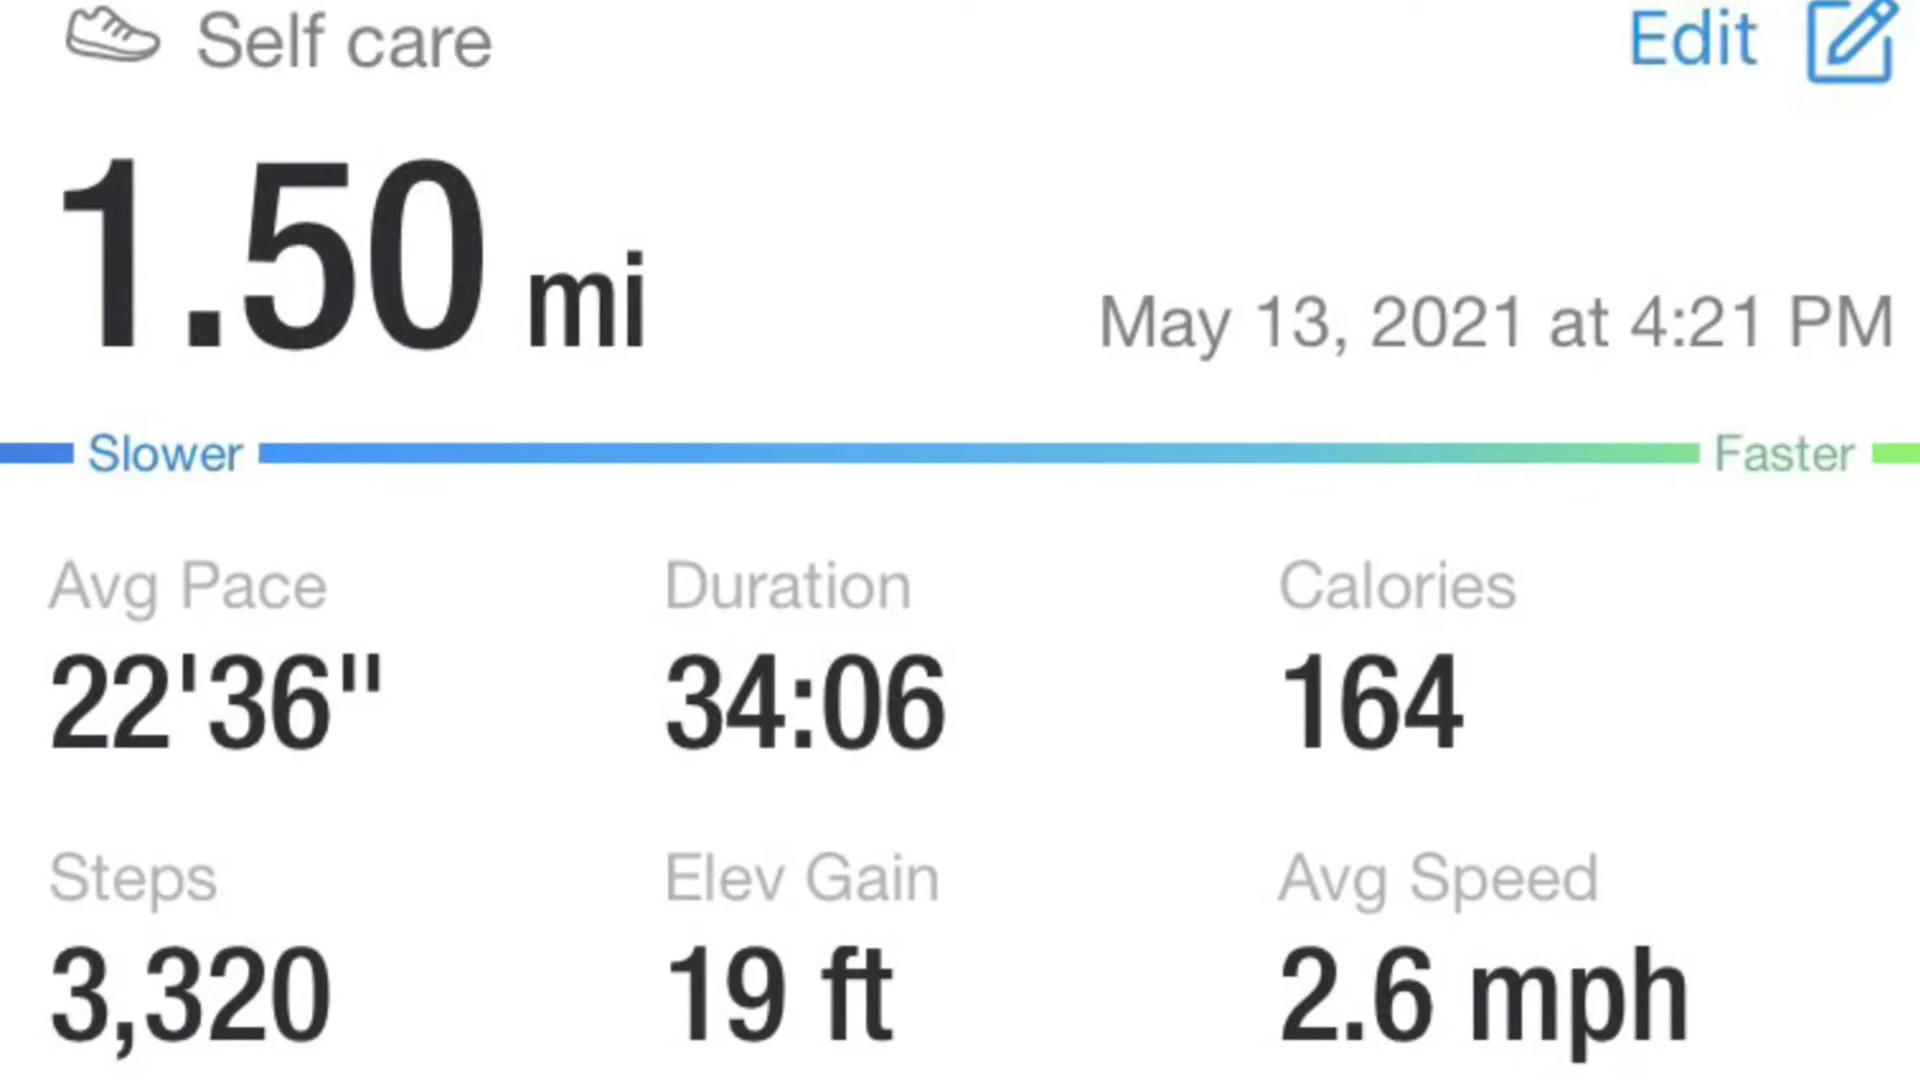 Self care
Edit
1.50 mi
May 13, 2021 at 4:21 PM
Slower
Faster
Avg Pace Duration Calories
22'36" 34:06 164
Steps Elev Gain Avg Speed
3,320 19 ft 2.6 mph